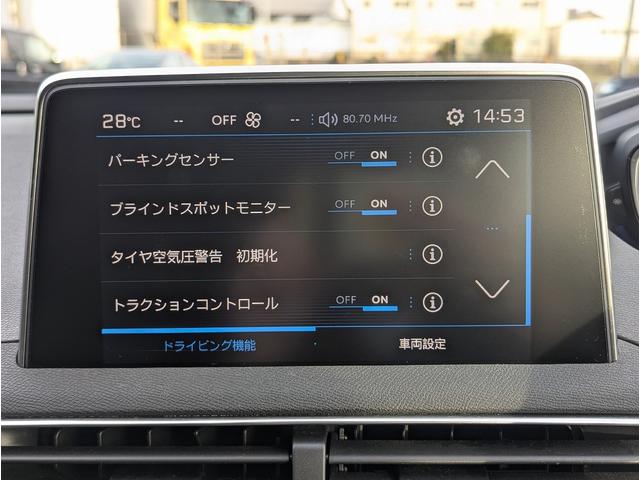 28℃ -- OFF -- 80.70 MHz 14:53
パーキングセンサー OFF ON
ブラインドスポットモニター OFF ON
タイヤ空気圧警告 初期化
トラクションコントロール OFF ON
ドライビング機能 車両設定